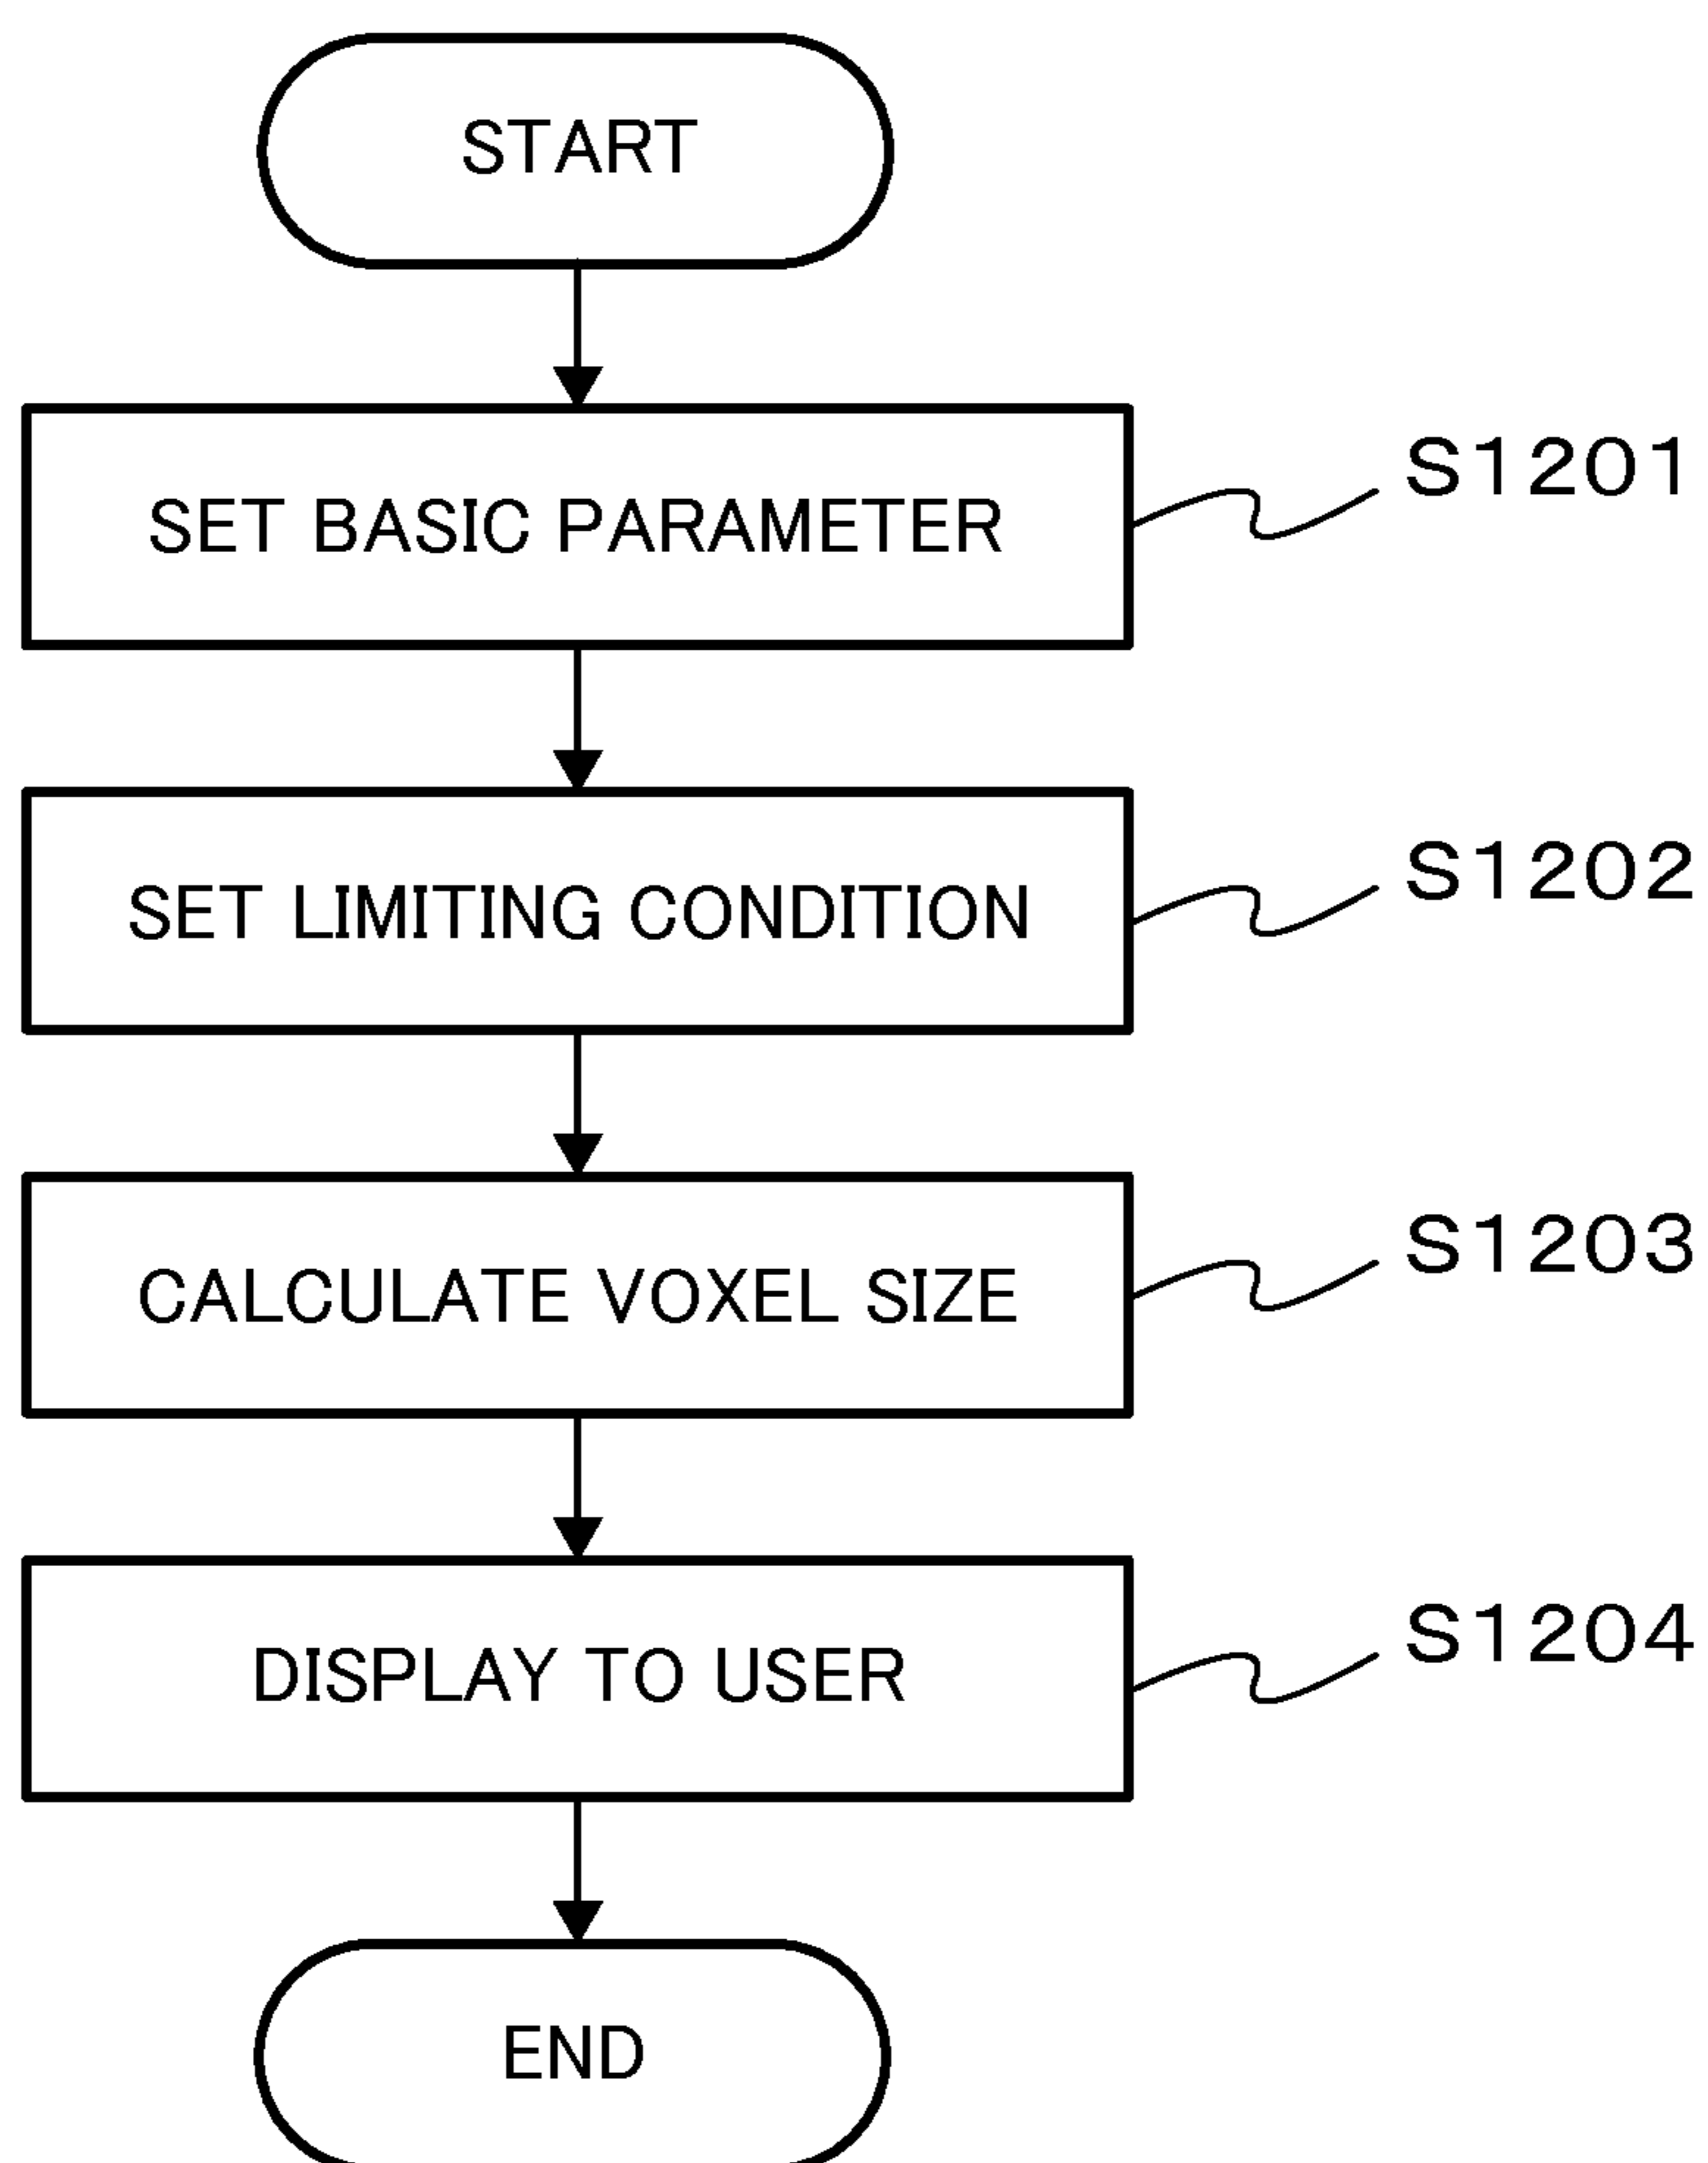 START
SET BASIC PARAMETER
S1201
SET LIMITING CONDITION
S1202
CALCULATE VOXEL SIZE
S1203
DISPLAY TO USER
S1204
END